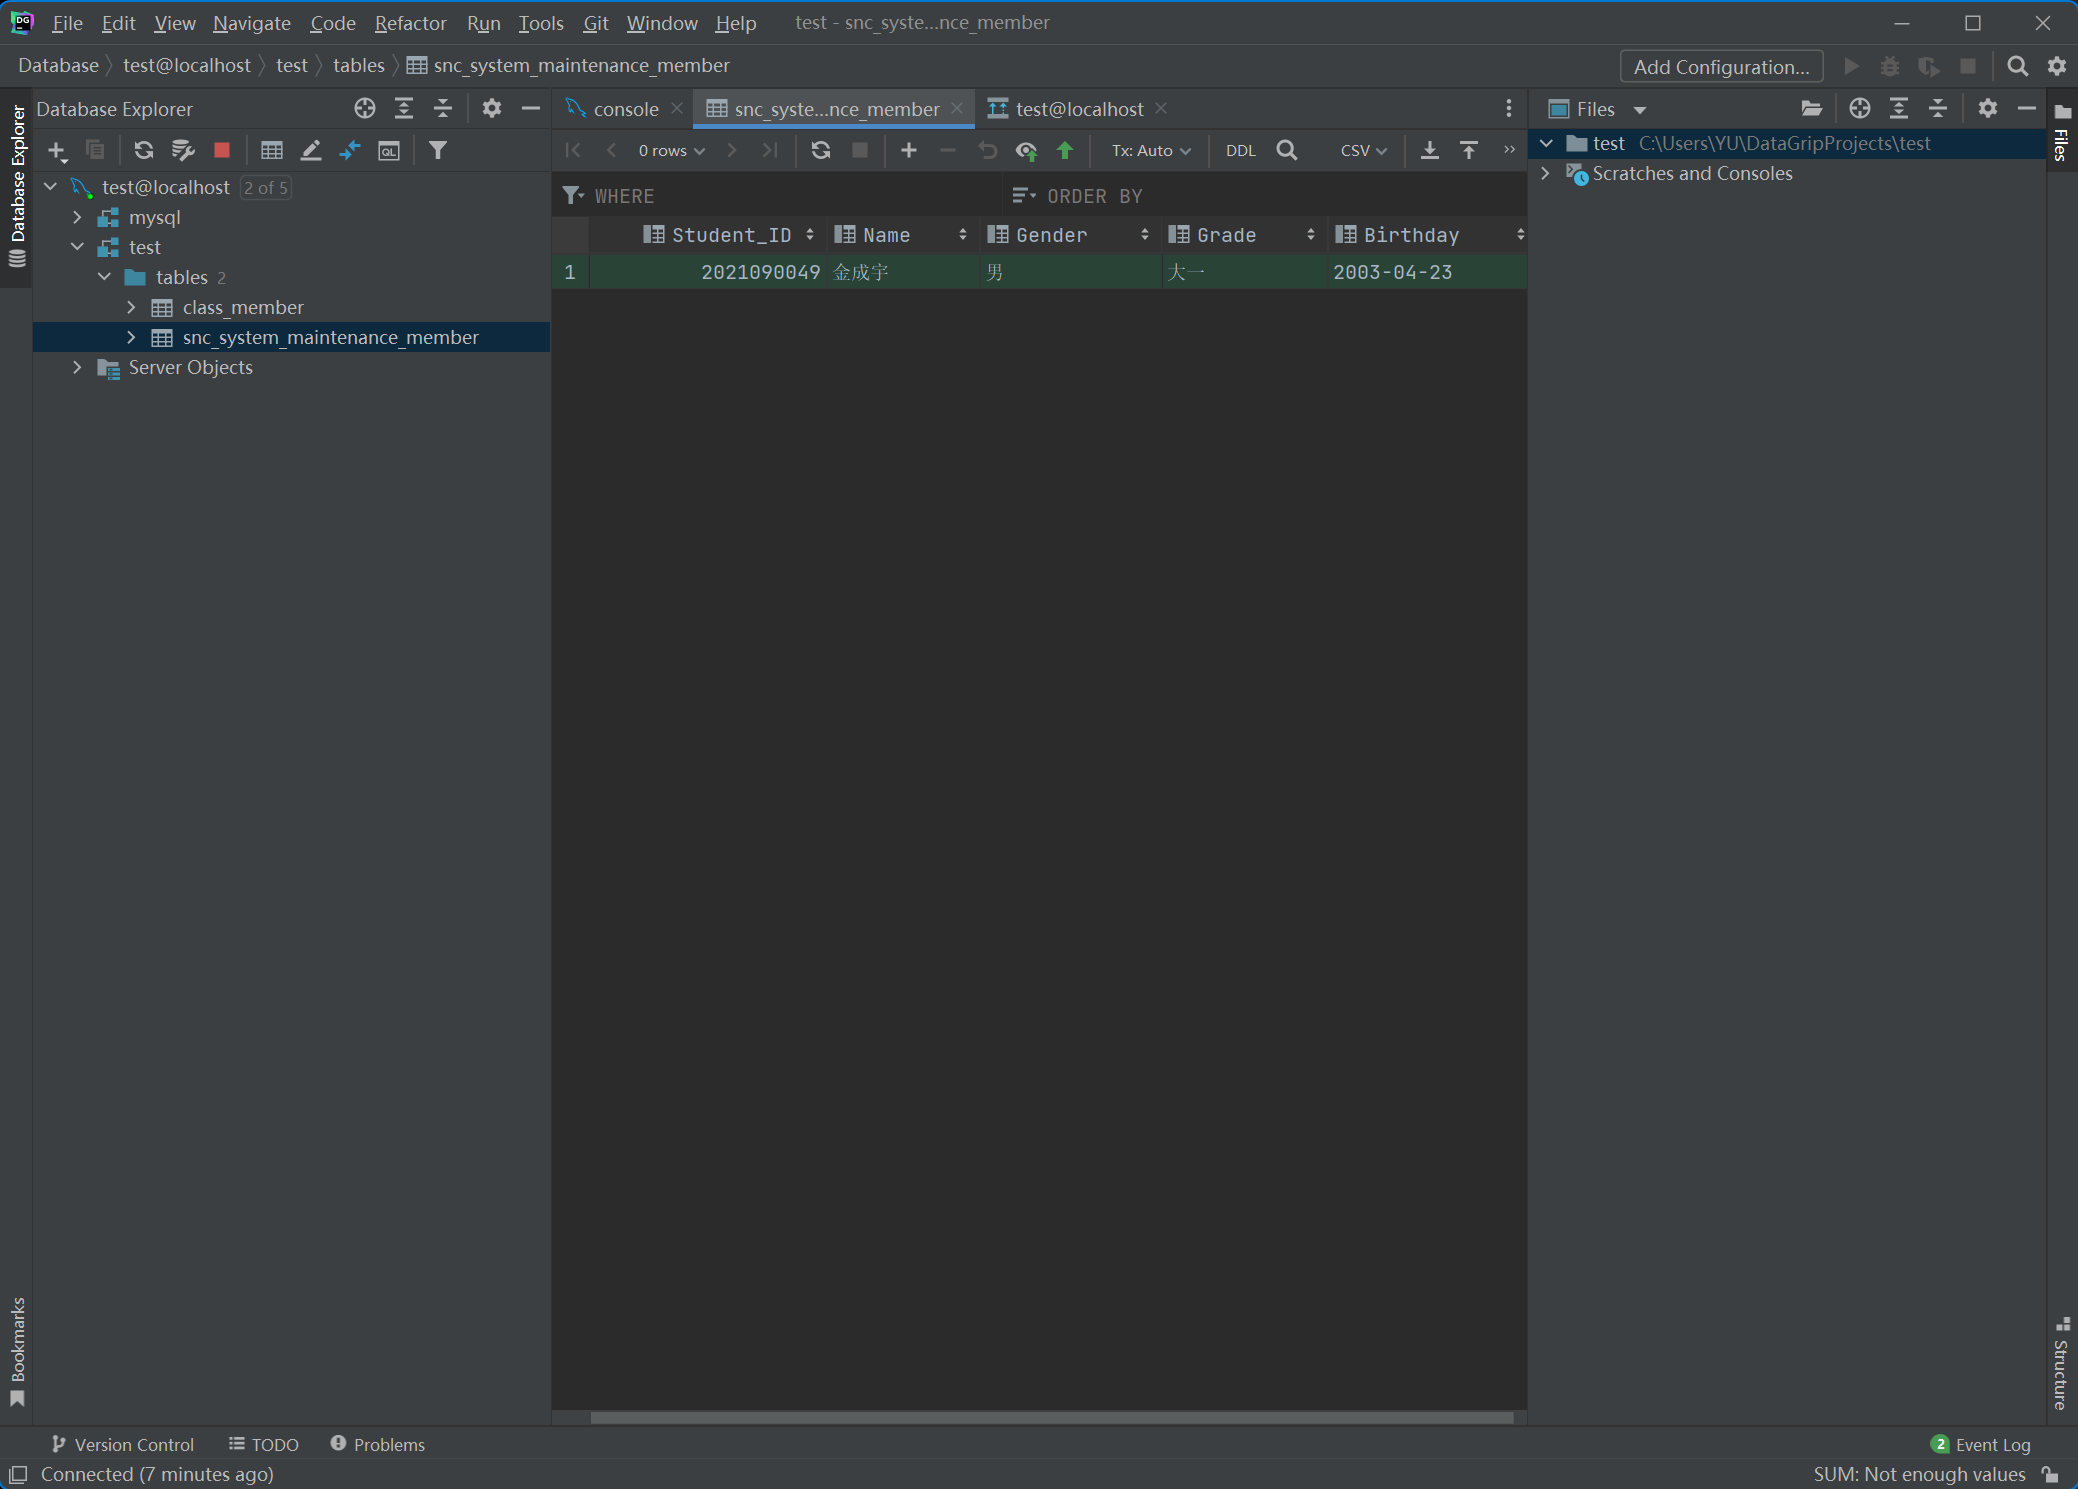 File Edit View Navigate Code Refactor Run Tools Git Window Help test - snc_syste...nce_member
Database test@localhost test tables snc_system_maintenance_member Add Configuration...
Database Explorer
Database Explorer
test@localhost 2 of 5
mysql
test
tables 2
class_member
snc_system_maintenance_member
Server Objects
console snc_syste...nce_member test@localhost
0 rows Tx: Auto DDL CSV »
WHERE ORDER BY
Student_ID Name Gender Grade Birthday
1 2021090049 金成宇 男 大一 2003-04-23
Files
test C:\Users\YU\DataGripProjects\test
Scratches and Consoles
Files
Bookmarks
Structure
Version Control TODO Problems 2 Event Log
Connected (7 minutes ago) SUM: Not enough values